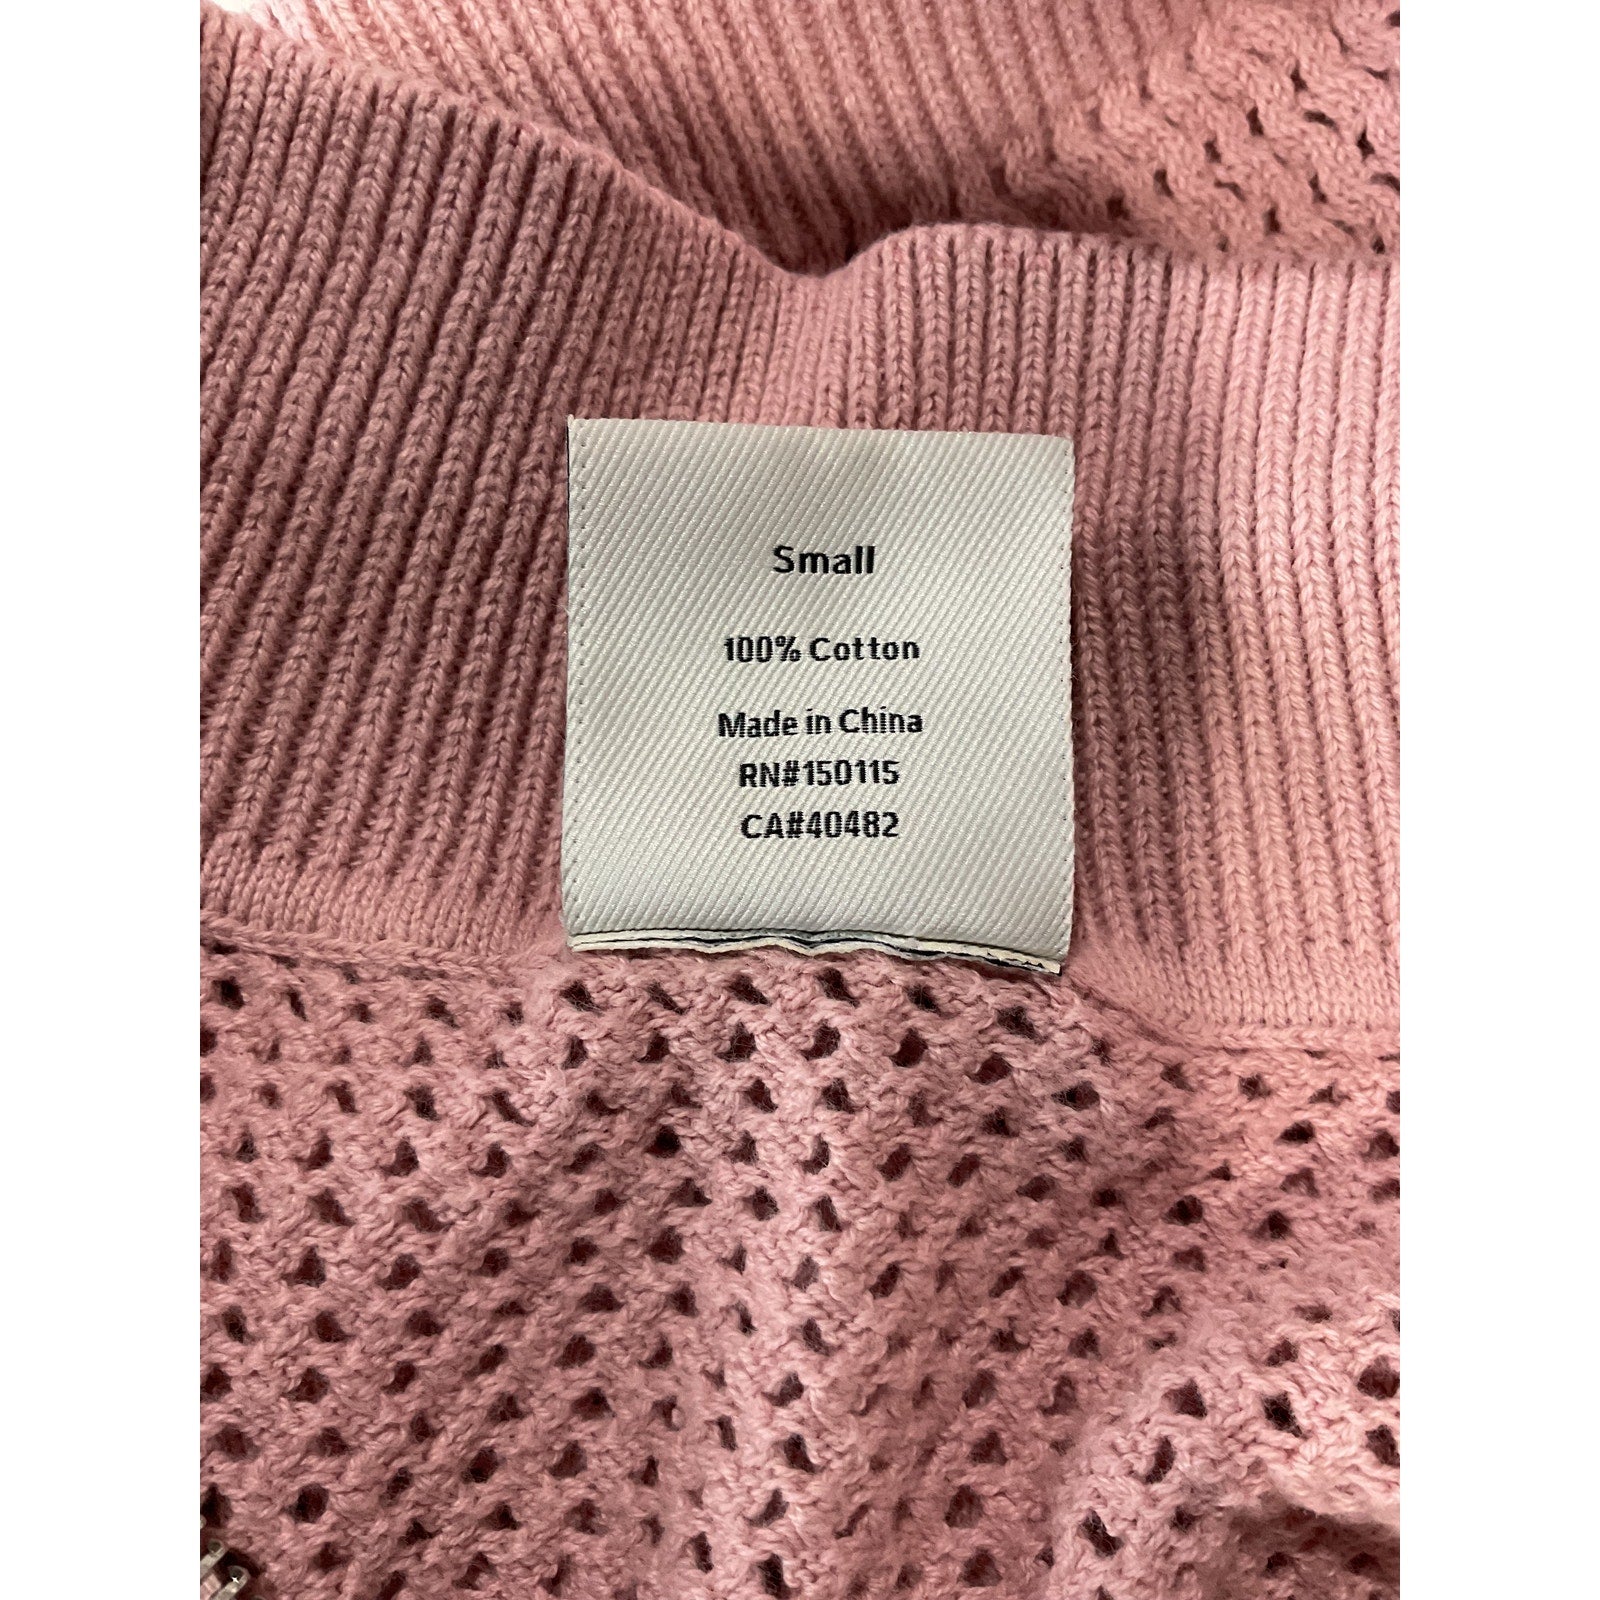 Small
100% Cotton
Made in China
RN#150115
CA#40482